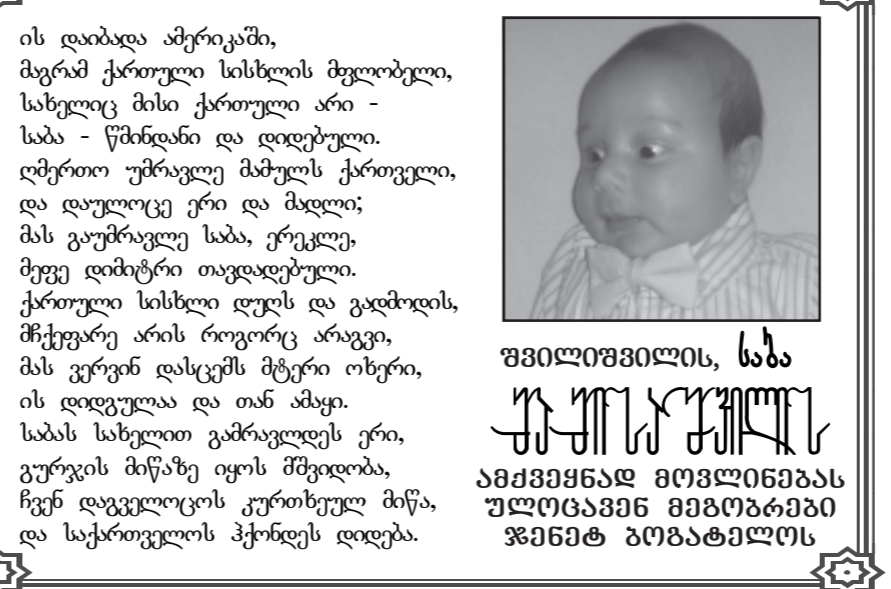 ის დაიბადა ამერიკაში,
მაგრამ ქართული სისხლის მფლობელი,
სახელიც მისი ქართული არი -
საბა - წმინდანი და დიდებული.
ღმერთო უმრავლე მამულს ქართველი,
და დაულოცე ერი და მადლი;
მას გაუმრავლე საბა, ერეკლე,
მეფე დიმიტრი თავდადებული.
ქართული სისხლი დუღს და გადმოდის,
მჩქეფარე არის როგორც არაგვი,
მას ვერვინ დასცემს მტერი ოხერი,
ის დიდგულაა და თან ამაყი.
საბას სახელით გამრავლდეს ერი,
გურჯის მიწაზე იყოს მშვიდობა,
ჩვენ დაგველოცოს კურთხეულ მიწა,
და საქართველოს ჰქონდეს დიდება.
შვილიშვილის, საბა
ამქვეყნად მოვლინებას
ულოცავენ მეგობრები
ჯენეტ ბოგატელოს